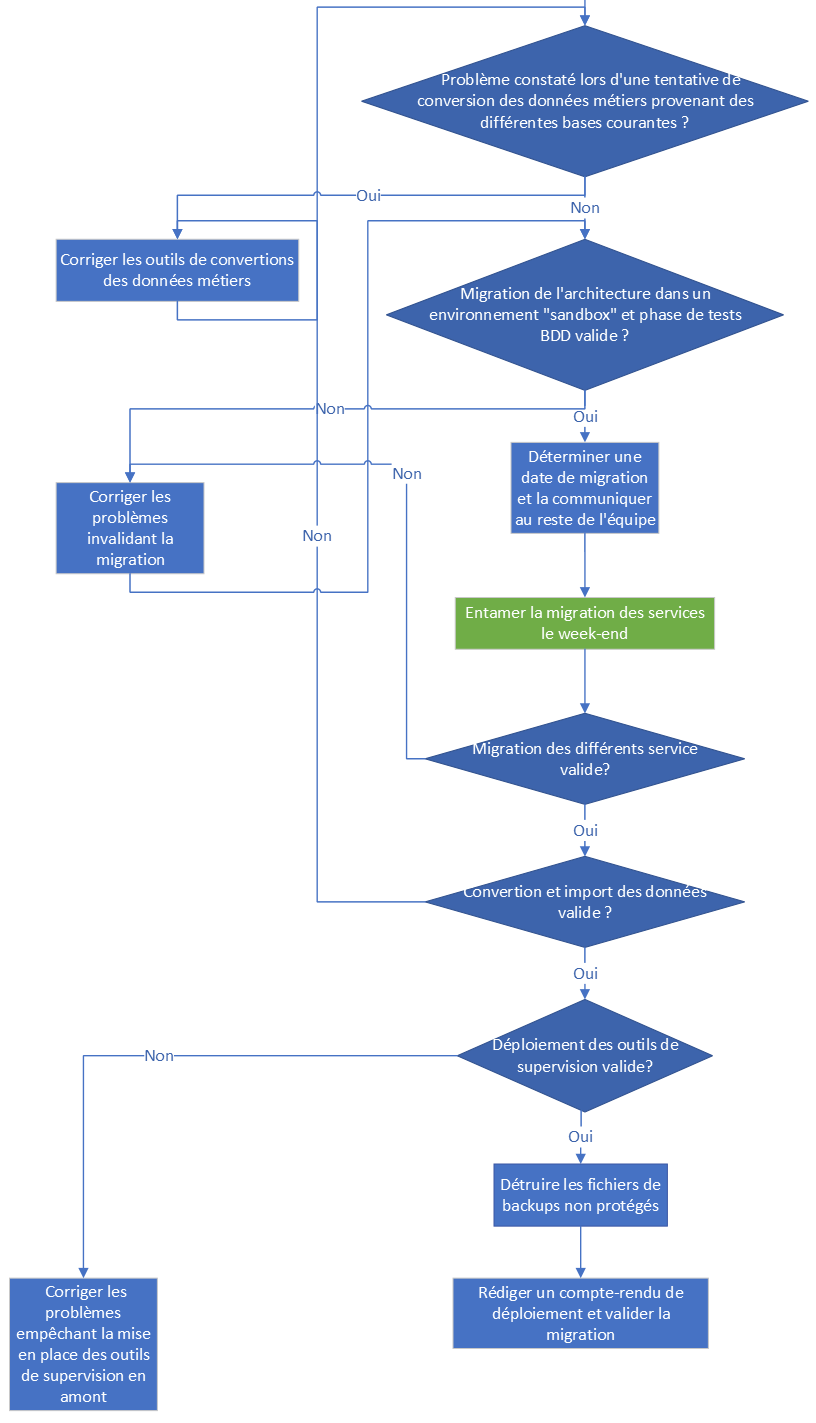 Problème constaté lors d'une tentative de
conversion des données métiers provenant des
différentes bases courantes ?
Oui
Non
Corriger les outils de convertions
des données métiers
Migration de l'architecture dans un
environnement "sandbox" et phase de tests
BDD valide ?
Non
Oui
Déterminer une
date de migration
et la communiquer
au reste de l'équipe
Non
Corriger les
problèmes
invalidant la
migration
Non
Entamer la migration des services
le week-end
Migration des différents service
valide?
Oui
Convertion et import des données
valide ?
Oui
Déploiement des outils de
supervision valide?
Non
Oui
Détruire les fichiers de
backups non protégés
Corriger les
problèmes
empêchant la mise
en place des outils
de supervision en
amont
Rédiger un compte-rendu de
déploiement et valider la
migration